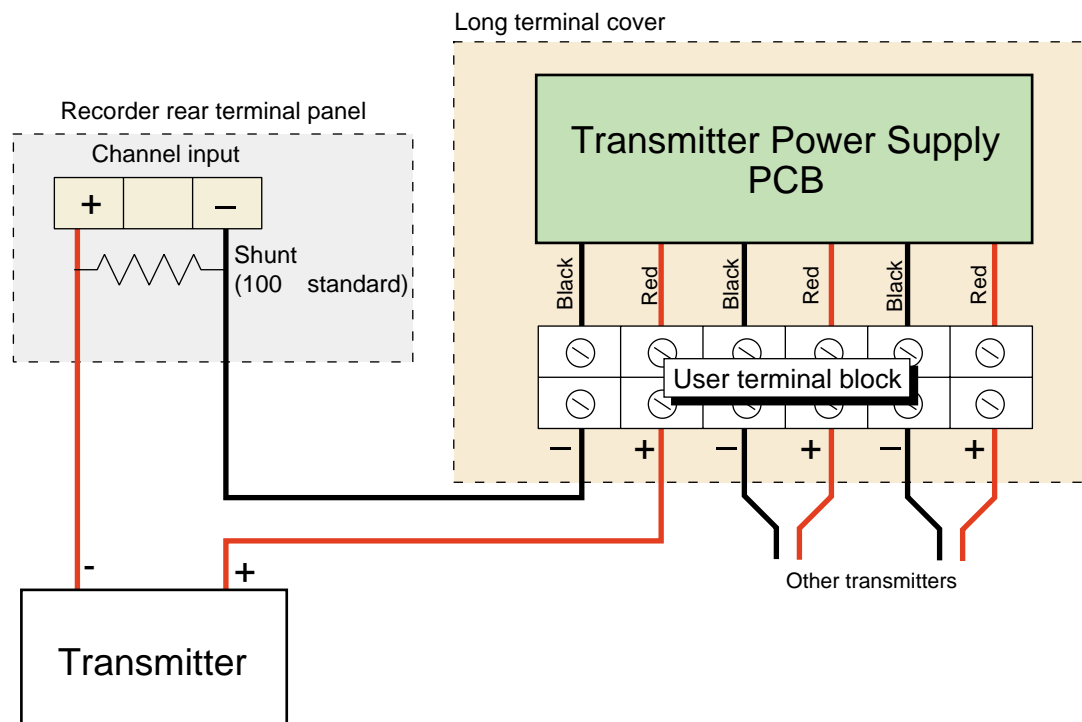 Long terminal cover
Recorder rear terminal panel
Channel input
+
–
Shunt
(100 standard)
Transmitter Power Supply
PCB
Black
Red
Black
Red
Black
Red
User terminal block
–
+
–
+
–
+
Other transmitters
-
+
Transmitter